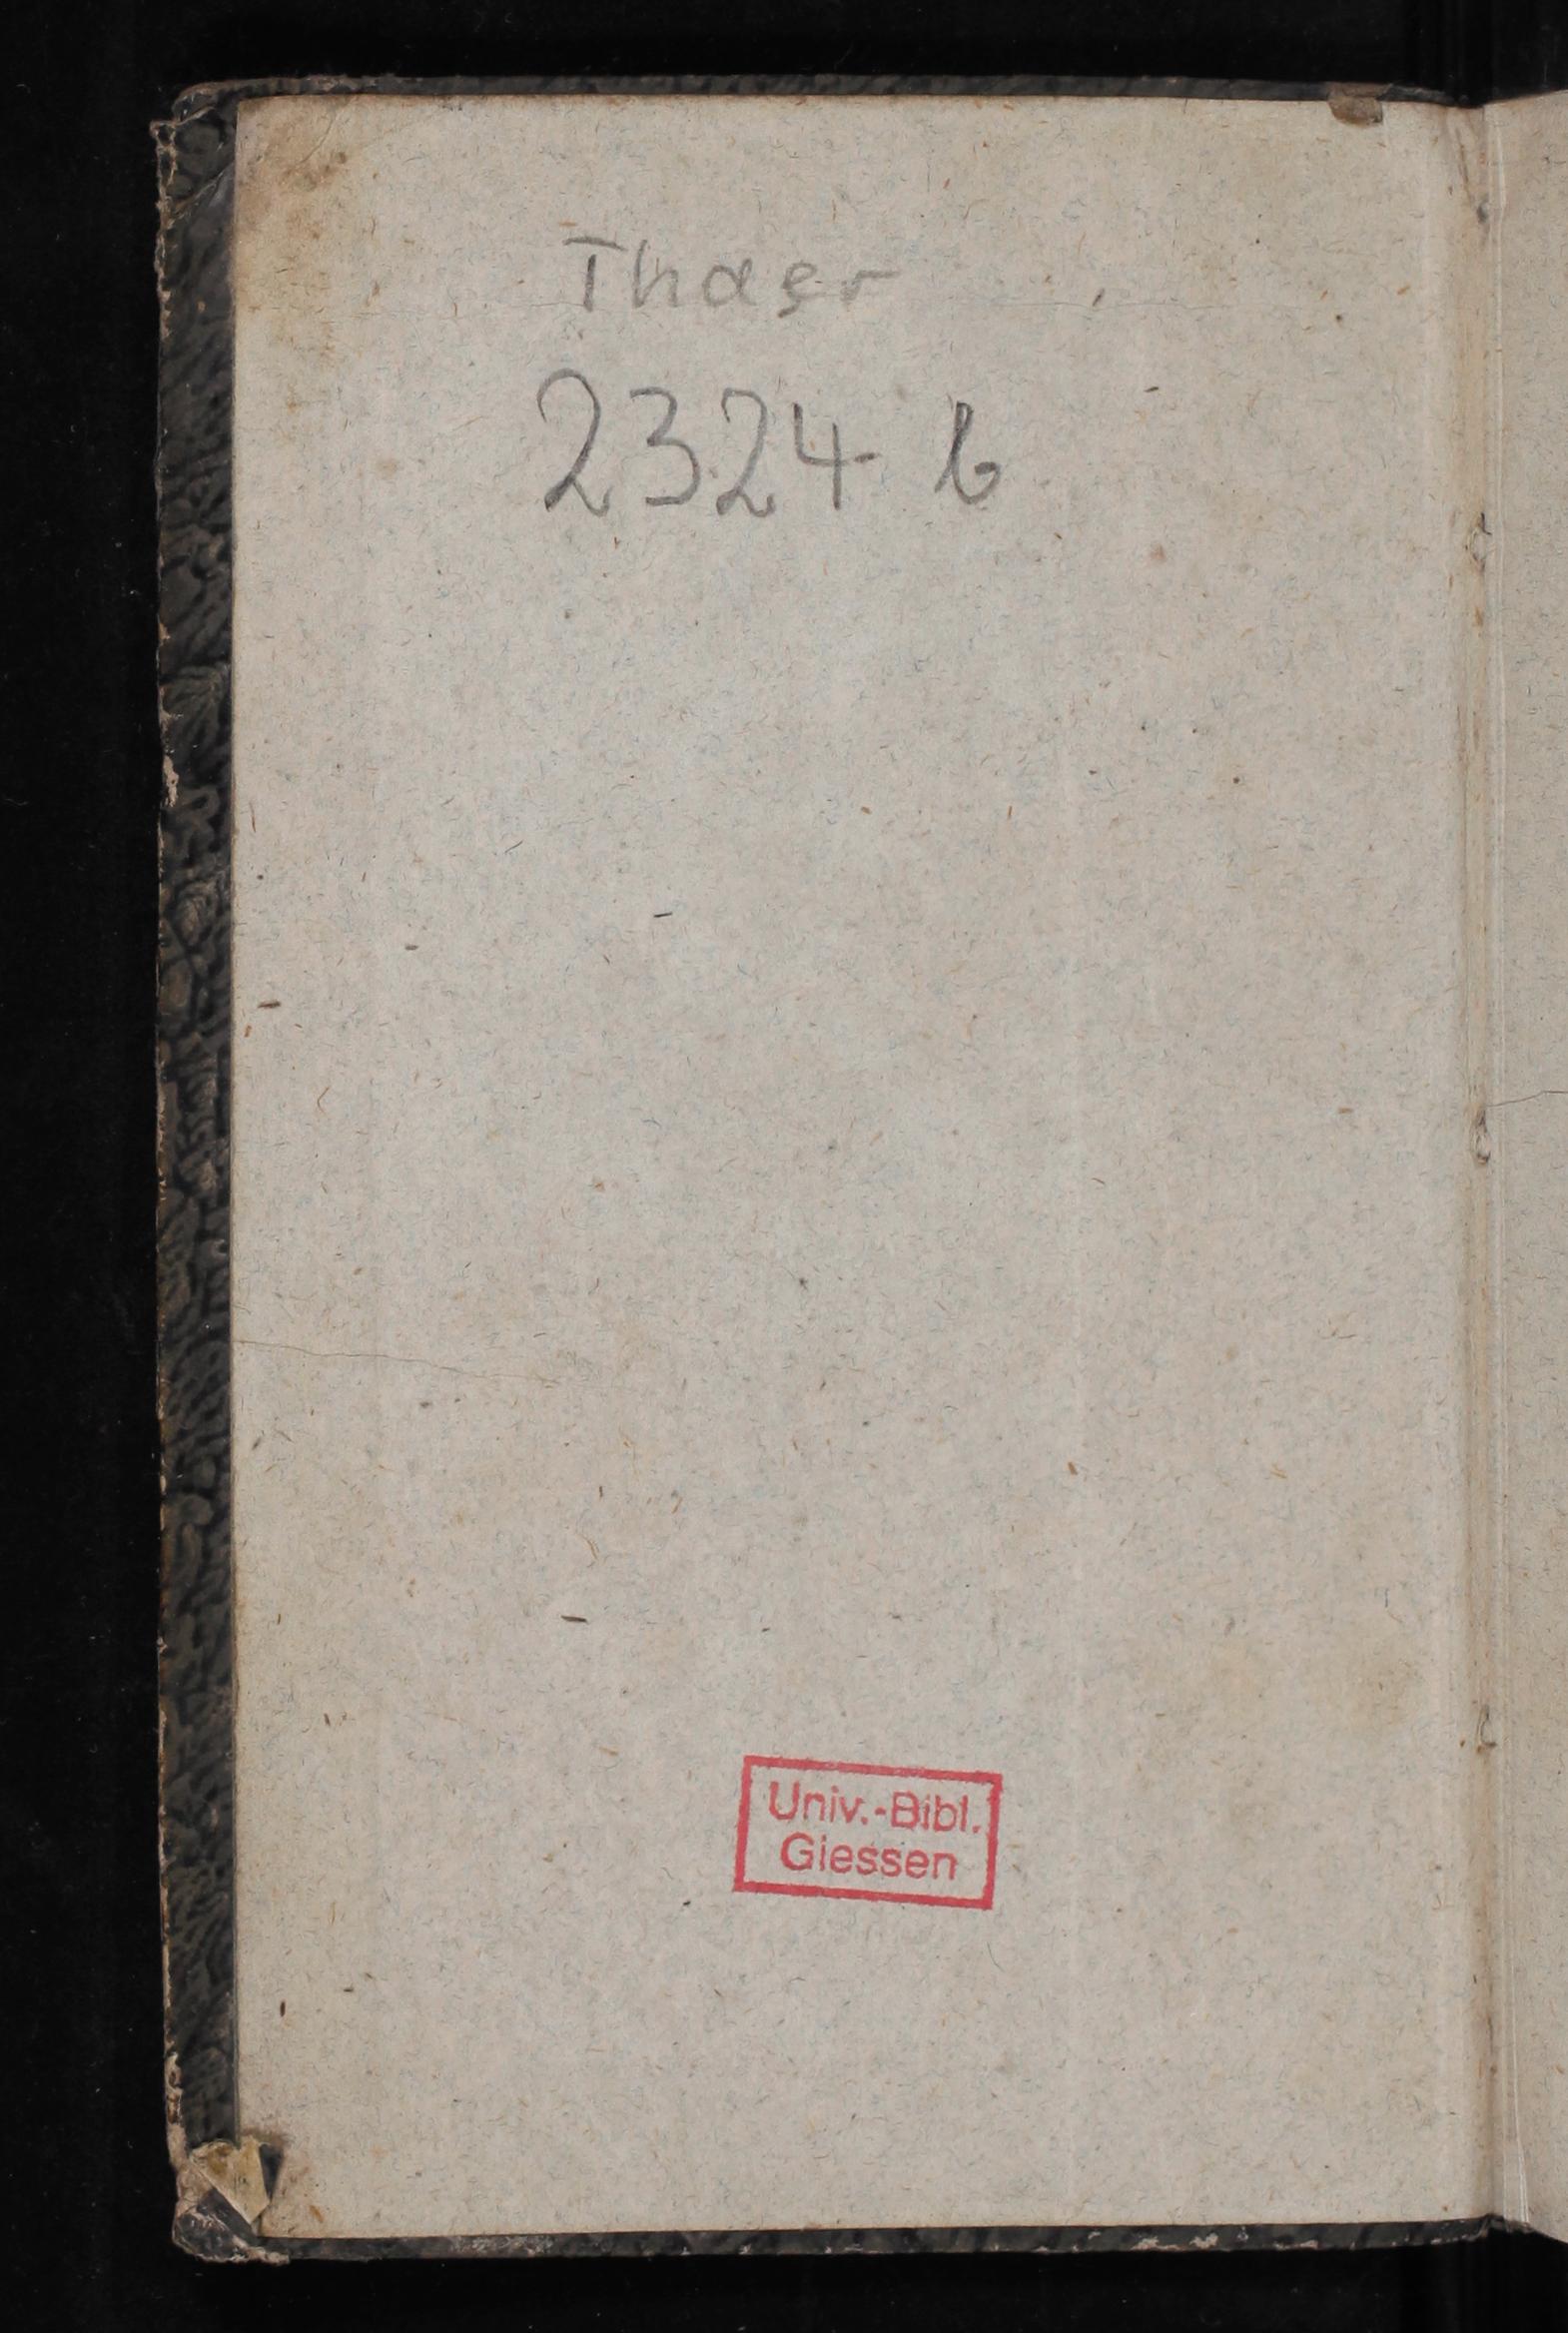 Thaer
2324 b
Univ.-Bibl.
Giessen